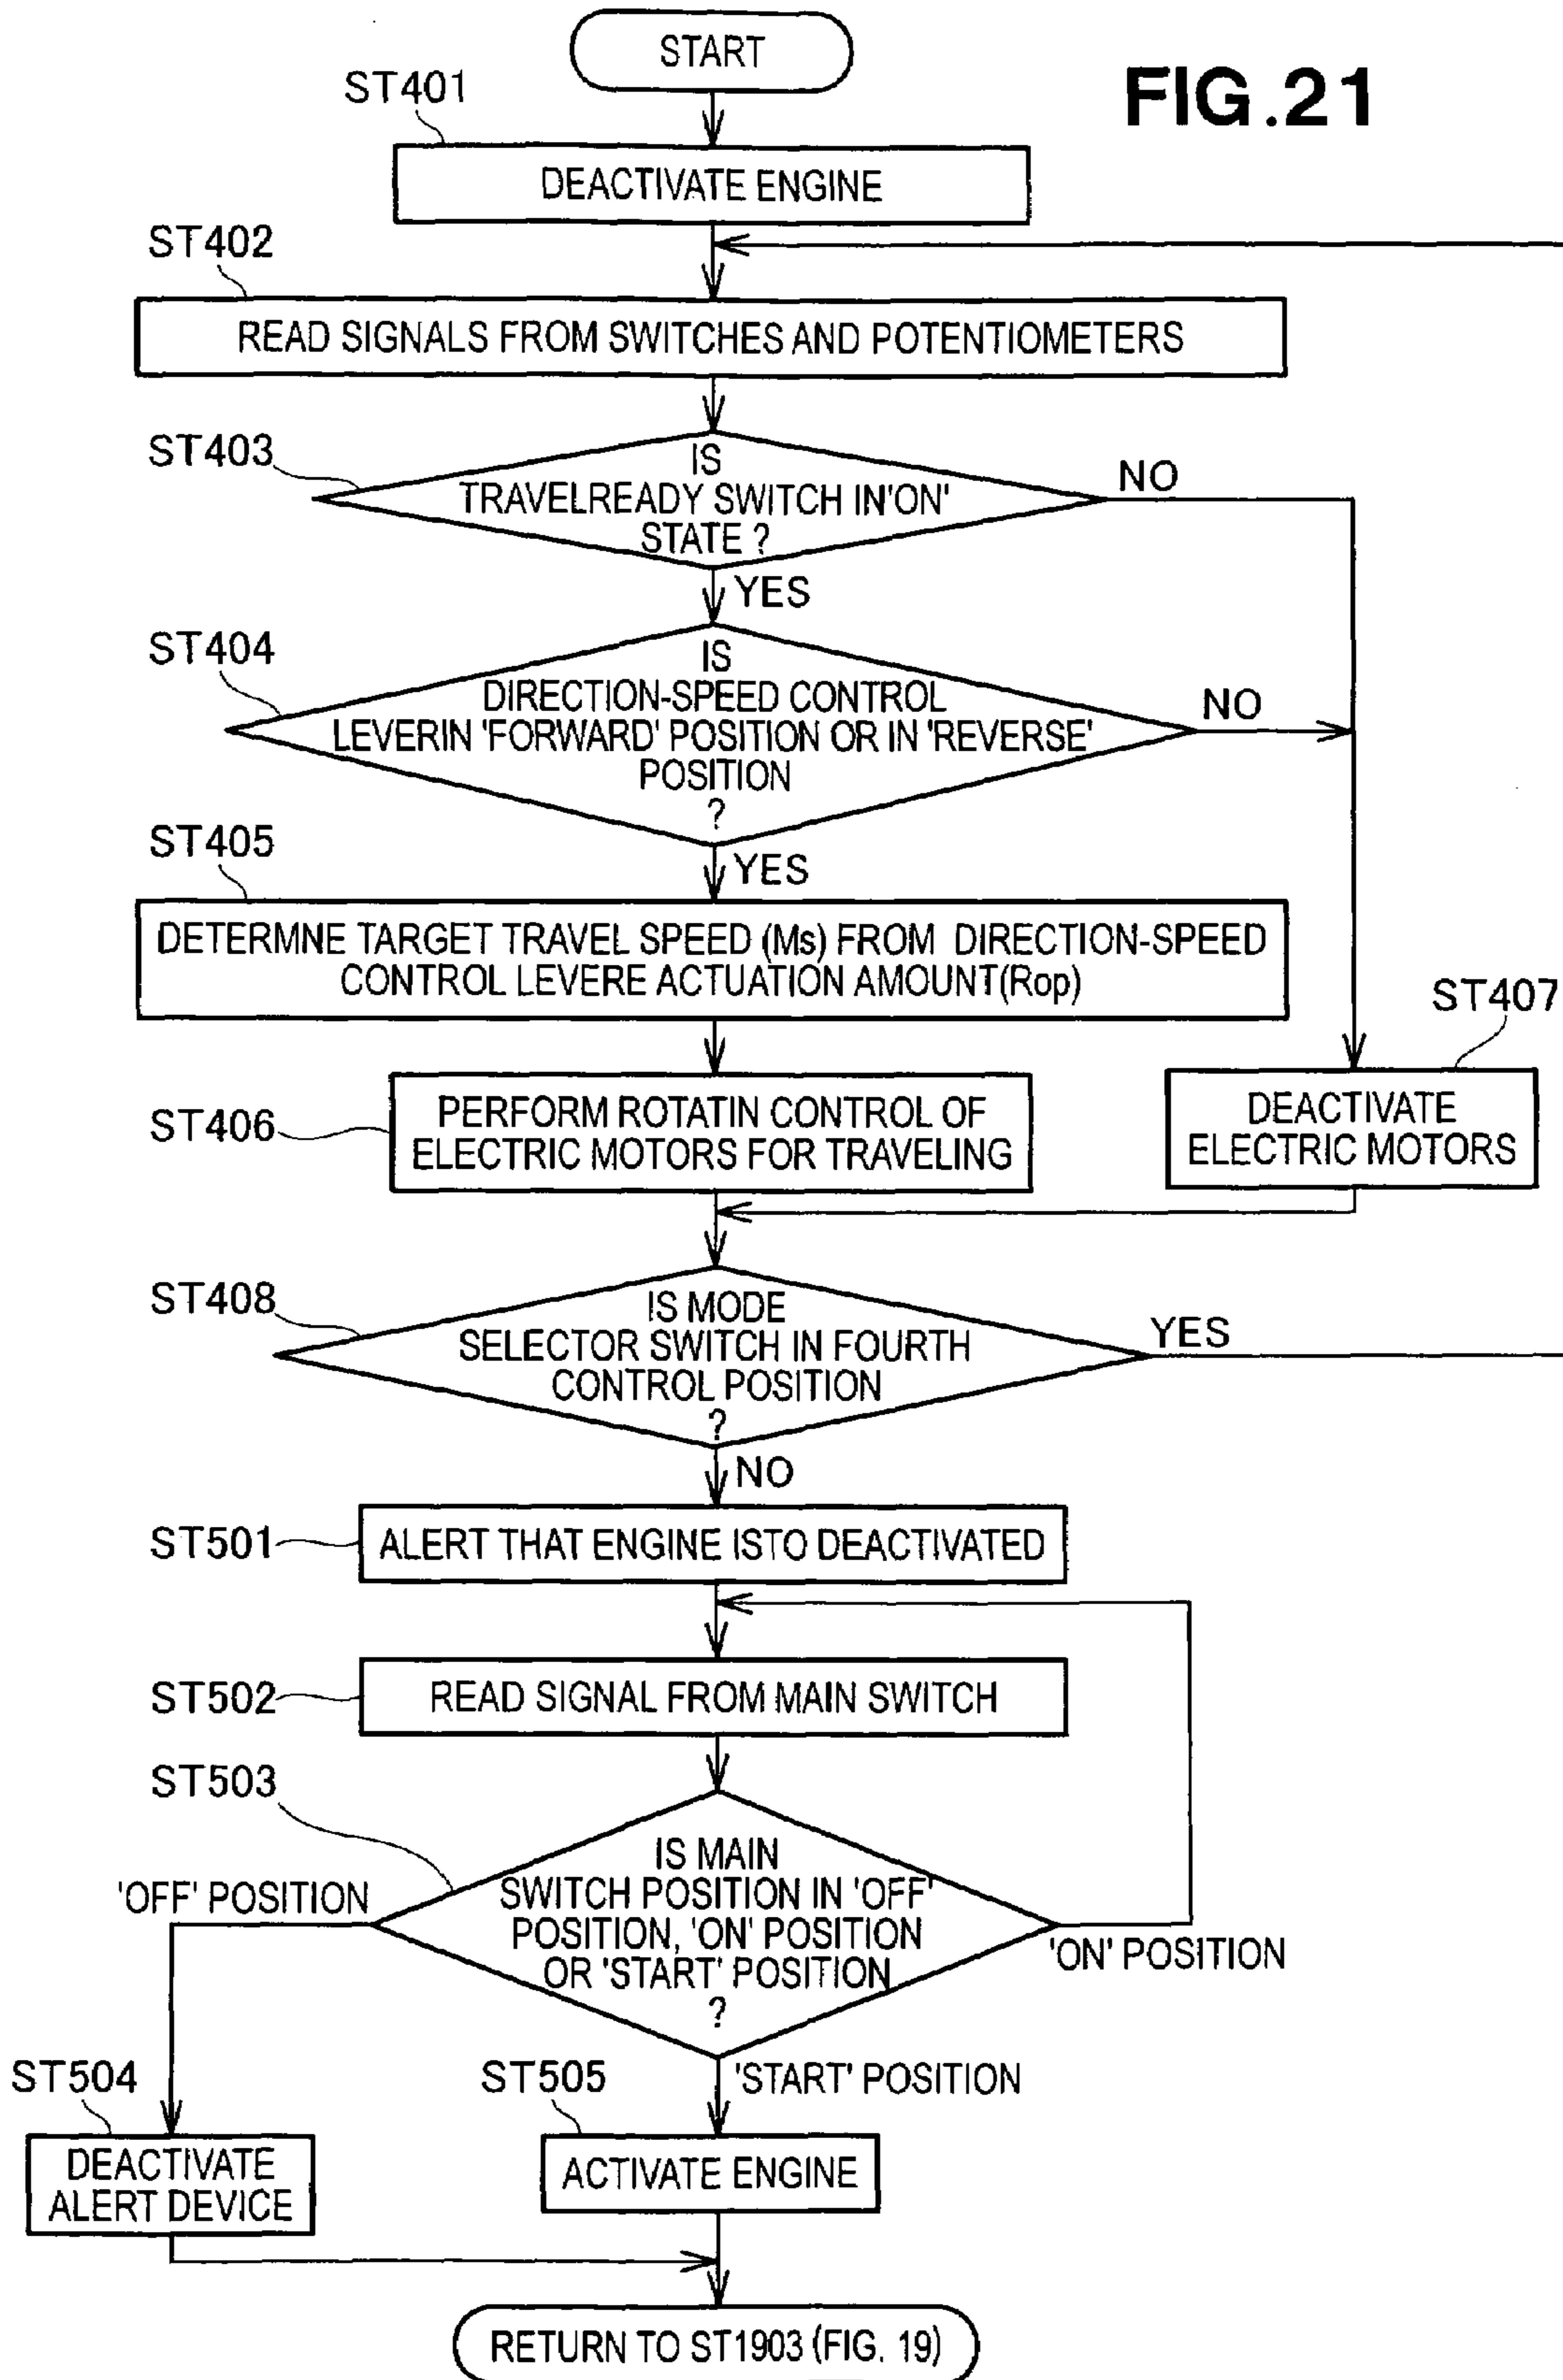 START
FIG.21
ST401
DEACTIVATE ENGINE
ST402
READ SIGNALS FROM SWITCHES AND POTENTIOMETERS
ST403
IS
TRAVELREADY SWITCH IN'ON'
STATE ?
NO
YES
ST404
IS
DIRECTION-SPEED CONTROL
LEVERIN 'FORWARD' POSITION OR IN 'REVERSE'
POSITION
?
NO
YES
ST405
DETERMNE TARGET TRAVEL SPEED (Ms) FROM DIRECTION-SPEED
CONTROL LEVERE ACTUATION AMOUNT(Rop)
ST406
PERFORM ROTATIN CONTROL OF
ELECTRIC MOTORS FOR TRAVELING
ST407
DEACTIVATE
ELECTRIC MOTORS
ST408
IS MODE
SELECTOR SWITCH IN FOURTH
CONTROL POSITION
?
YES
NO
ST501
ALERT THAT ENGINE ISTO DEACTIVATED
ST502
READ SIGNAL FROM MAIN SWITCH
ST503
IS MAIN
SWITCH POSITION IN 'OFF'
POSITION, 'ON' POSITION
OR 'START' POSITION
?
'OFF' POSITION
'ON' POSITION
'START' POSITION
ST504
DEACTIVATE
ALERT DEVICE
ST505
ACTIVATE ENGINE
RETURN TO ST1903 (FIG. 19)